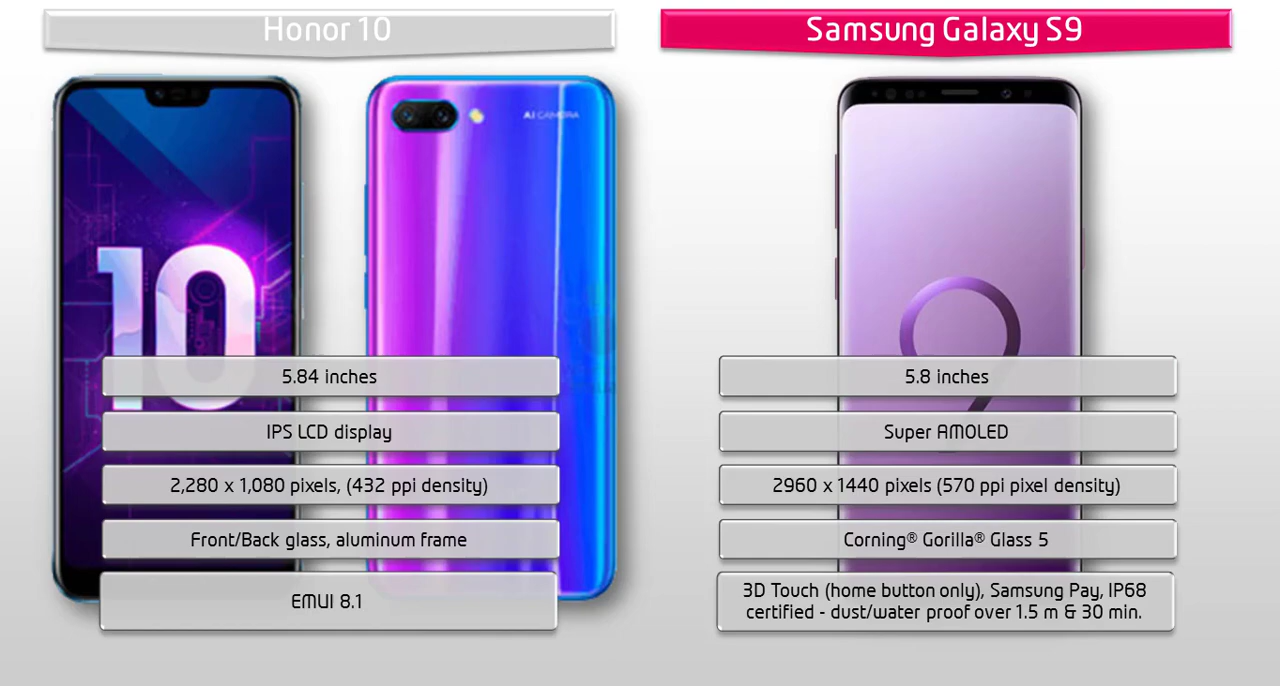 Honor 10
Samsung Galaxy S9
AI CAMERA
10
9
5.84 inches
IPS LCD display
2,280 x 1,080 pixels, (432 ppi density)
Front/Back glass, aluminum frame
EMUI 8.1
5.8 inches
Super AMOLED
2960 x 1440 pixels (570 ppi pixel density)
Corning® Gorilla® Glass 5
3D Touch (home button only), Samsung Pay, IP68
certified - dust/water proof over 1.5 m & 30 min.